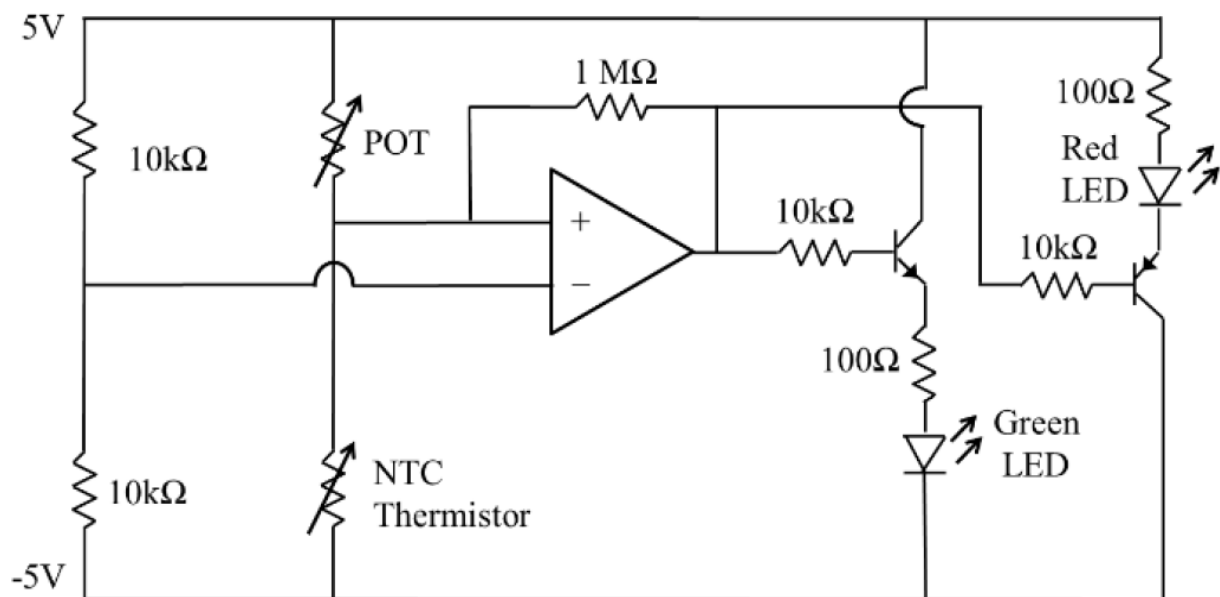 5V
1 MΩ
100Ω
10kΩ
POT
Red
LED
+
10kΩ
10kΩ
−
100Ω
Green
LED
10kΩ
NTC
Thermistor
-5V